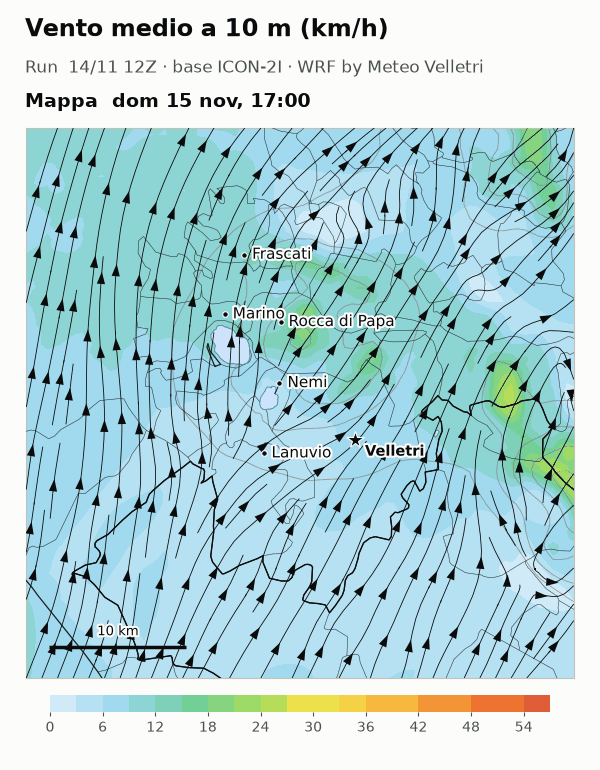 Vento medio a 10 m (km/h)
Run 14/11 12Z · base ICON-2I · WRF by Meteo Velletri
Mappa dom 15 nov, 17:00
Frascati
Marino
Rocca di Papa
Nemi
Velletri
Lanuvio
10 km
0 6 12 18 24 30 36 42 48 54